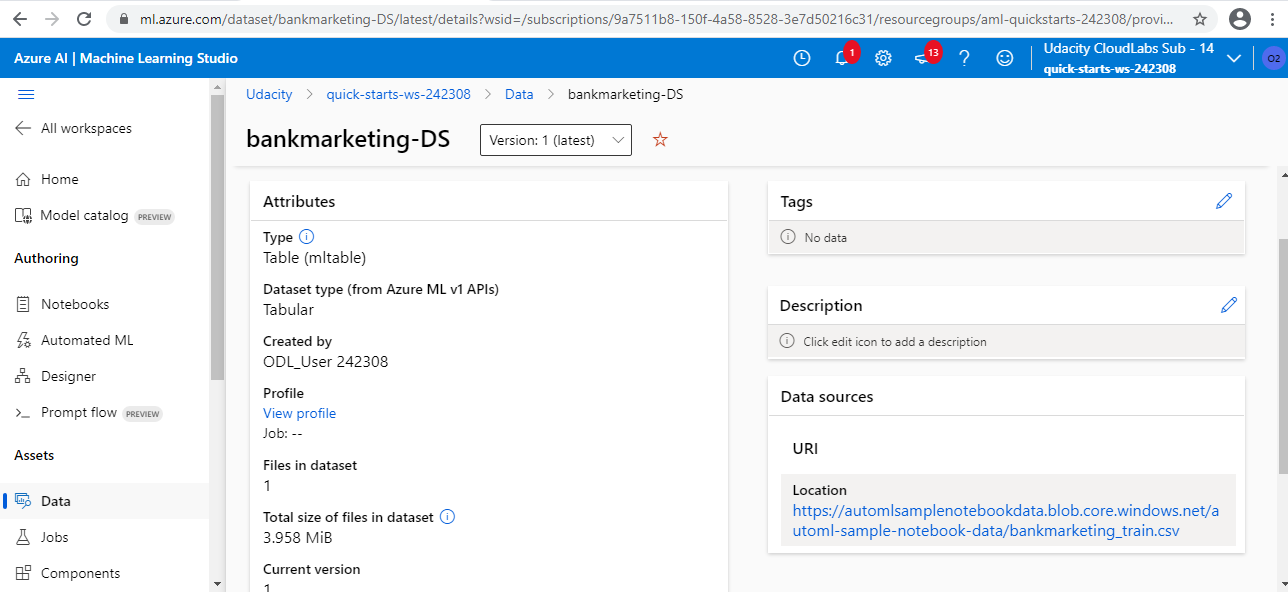 ml.azure.com/dataset/bankmarketing-DS/latest/details?wsid=/subscriptions/9a7511b8-150f-4a58-8528-3e7d50216c31/resourcegroups/aml-quickstarts-242308/provi...
Azure AI | Machine Learning Studio
1
13
Udacity CloudLabs Sub - 14
quick-starts-ws-242308
O2
All workspaces
Home
Model catalog PREVIEW
Authoring
Notebooks
Automated ML
Designer
Prompt flow PREVIEW
Assets
Data
Jobs
Components
Udacity > quick-starts-ws-242308 > Data > bankmarketing-DS
bankmarketing-DS
Version: 1 (latest)
Attributes
Type
Table (mltable)
Dataset type (from Azure ML v1 APIs)
Tabular
Created by
ODL_User 242308
Profile
View profile
Job: --
Files in dataset
1
Total size of files in dataset
3.958 MiB
Current version
1
Tags
No data
Description
Click edit icon to add a description
Data sources
URI
Location
https://automlsamplenotebookdata.blob.core.windows.net/a
utoml-sample-notebook-data/bankmarketing_train.csv